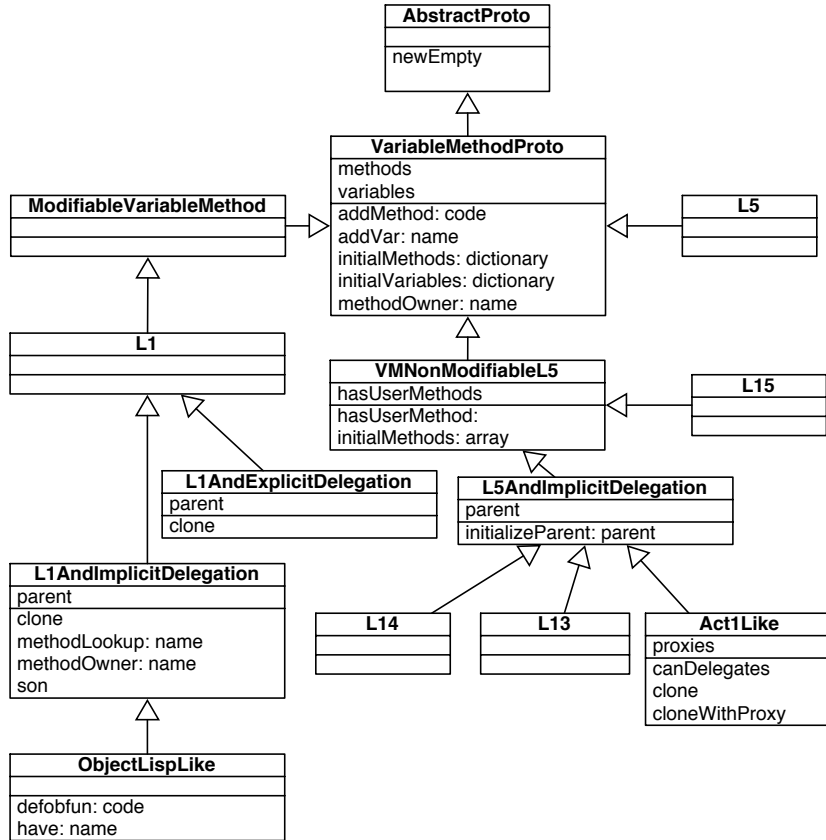 AbstractProto
newEmpty
VariableMethodProto
methods
variables
addMethod: code
addVar: name
initialMethods: dictionary
initialVariables: dictionary
methodOwner: name
ModifiableVariableMethod
L5
L1
VMNonModifiableL5
hasUserMethods
hasUserMethod:
initialMethods: array
L15
L1AndExplicitDelegation
parent
clone
L5AndImplicitDelegation
parent
initializeParent: parent
L1AndImplicitDelegation
parent
clone
methodLookup: name
methodOwner: name
son
L14
L13
Act1Like
proxies
canDelegates
clone
cloneWithProxy
ObjectLispLike
defobfun: code
have: name